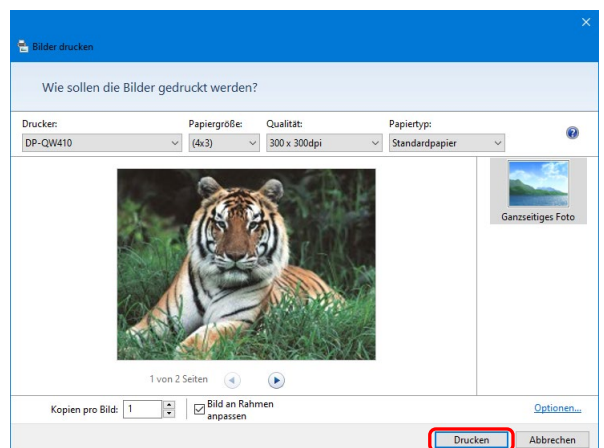 Bilder drucken
Wie sollen die Bilder gedruckt werden?
Drucker: Papiergröße: Qualität: Papiertyp:
DP-QW410 (4x3) 300 x 300dpi Standardpapier
Ganzseitiges Foto
1 von 2 Seiten
Kopien pro Bild: 1 Bild an Rahmen
anpassen
Optionen...
Drucken Abbrechen